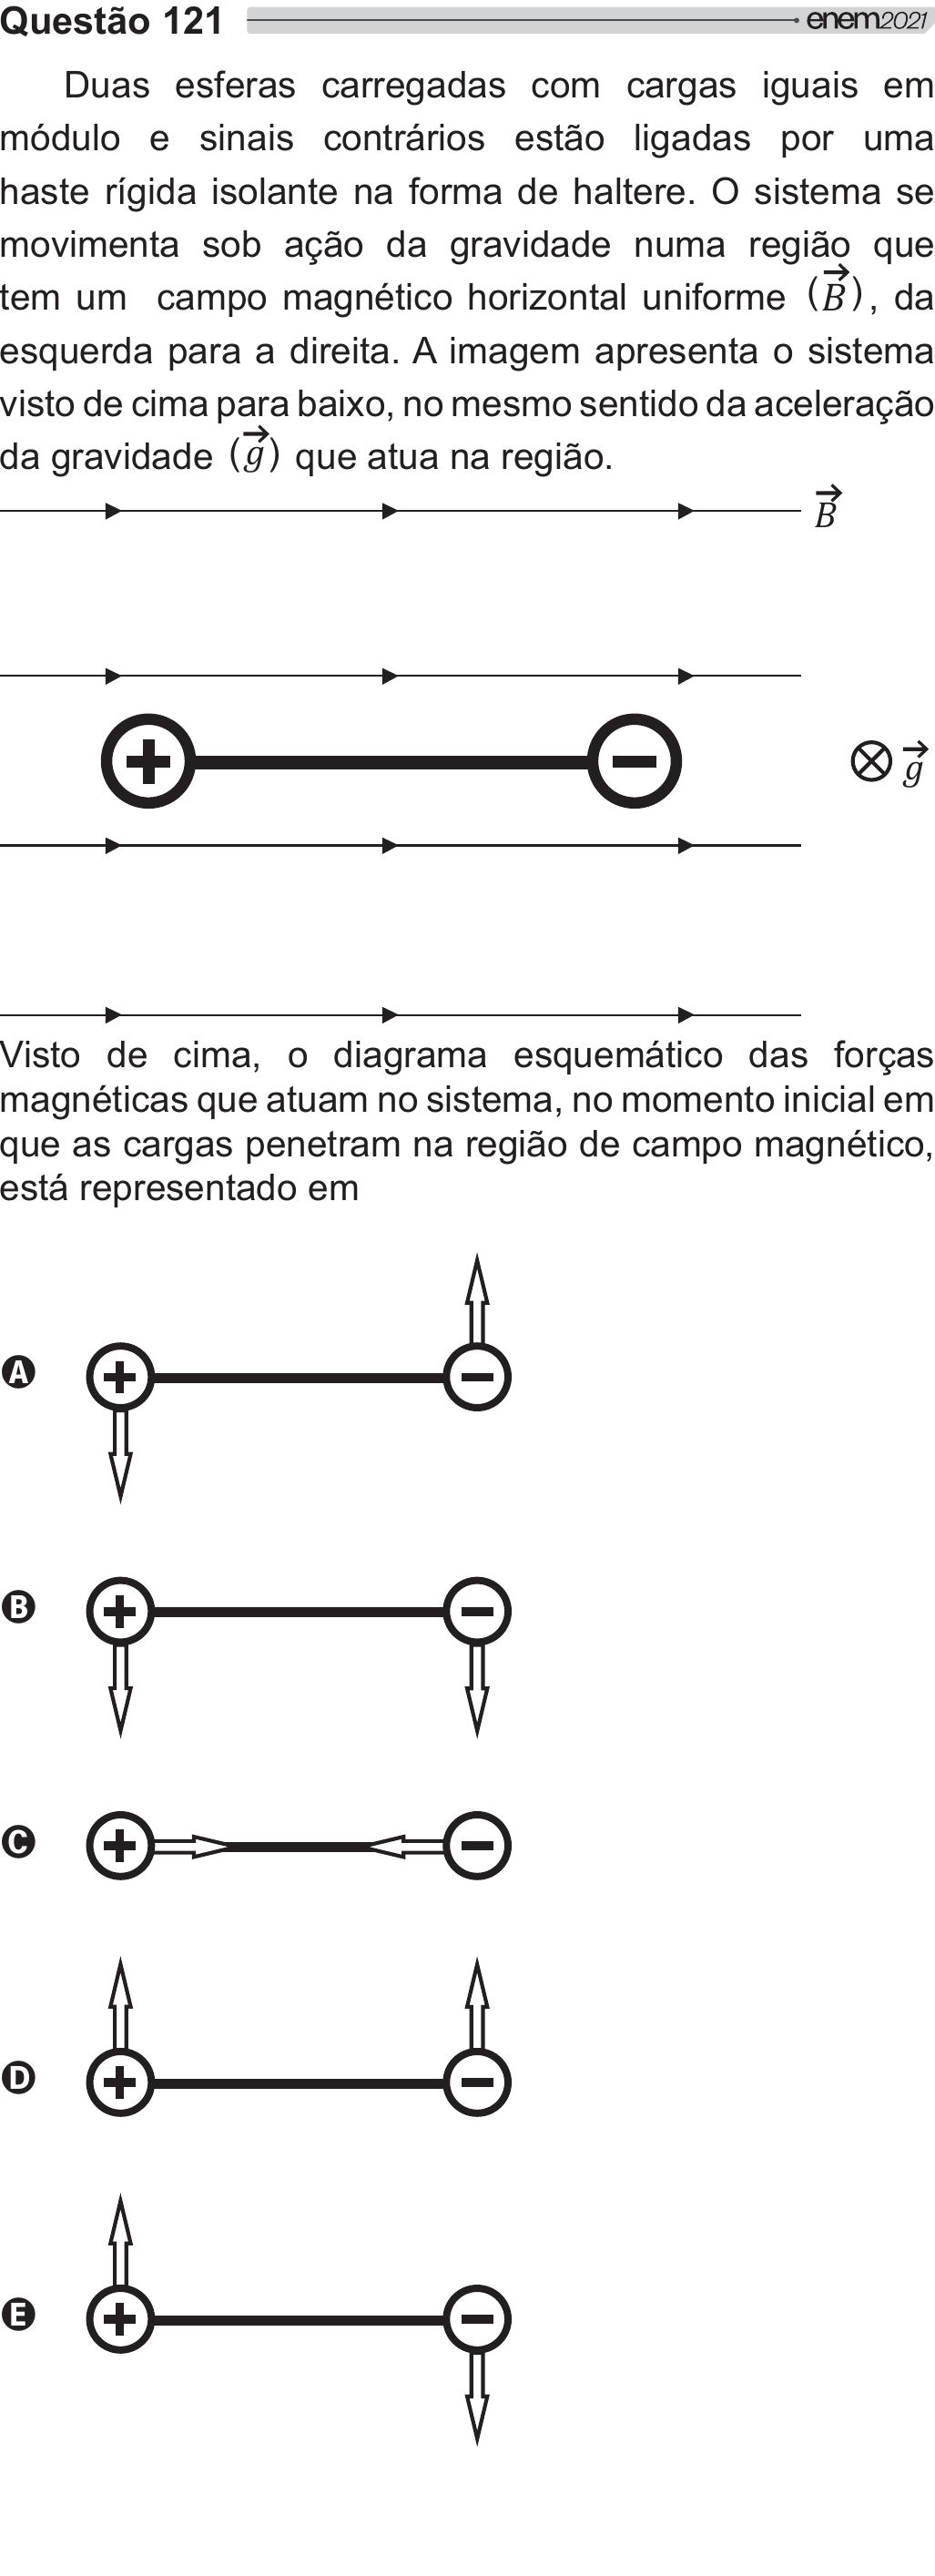 Questão 121 enem2021
Duas esferas carregadas com cargas iguais em
módulo e sinais contrários estão ligadas por uma
haste rígida isolante na forma de haltere. O sistema se
movimenta sob ação da gravidade numa região que
tem um campo magnético horizontal uniforme (B⃗), da
esquerda para a direita. A imagem apresenta o sistema
visto de cima para baixo, no mesmo sentido da aceleração
da gravidade (g⃗) que atua na região.
B⃗
+ − ⊗ g⃗
Visto de cima, o diagrama esquemático das forças
magnéticas que atuam no sistema, no momento inicial em
que as cargas penetram na região de campo magnético,
está representado em
A + −
B + −
C + −
D + −
E + −